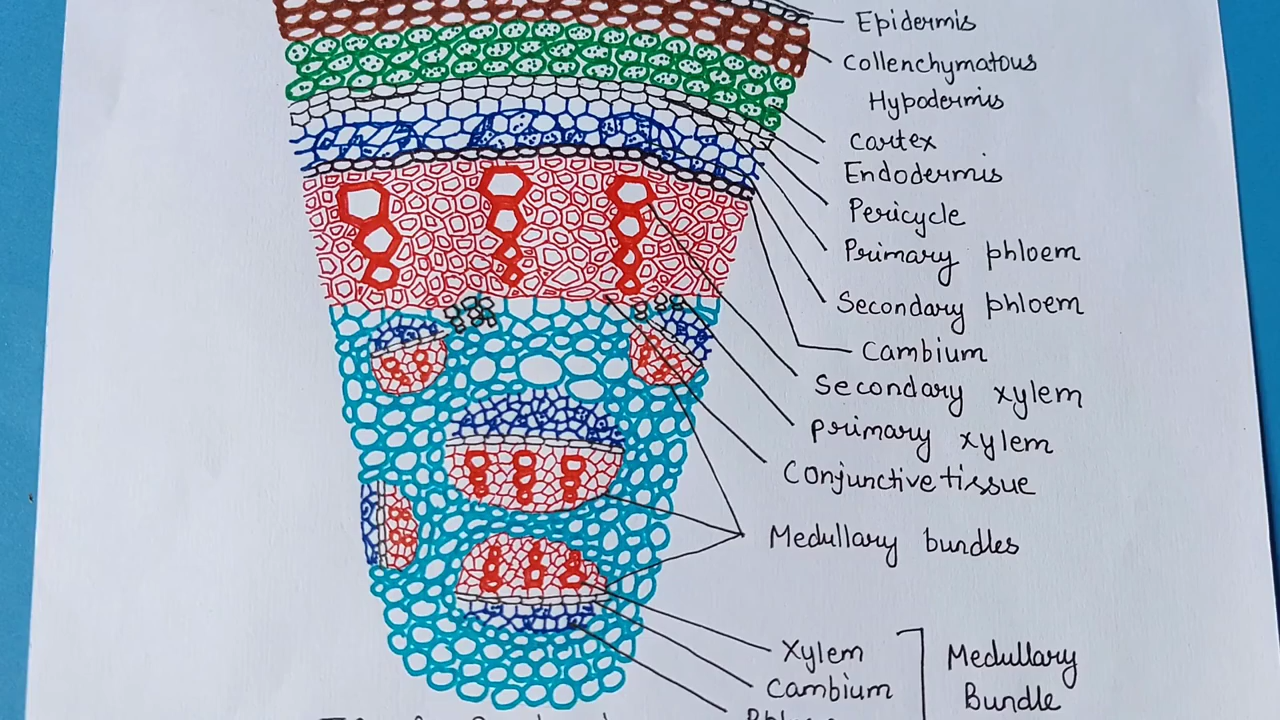 Epidermis
Collenchymatous
Hypodermis
Cortex
Endodermis
Pericycle
Primary phloem
Secondary phloem
Cambium
Secondary xylem
Primary xylem
Conjunctive tissue
Medullary bundles
Xylem
Cambium
Medullary
Bundle